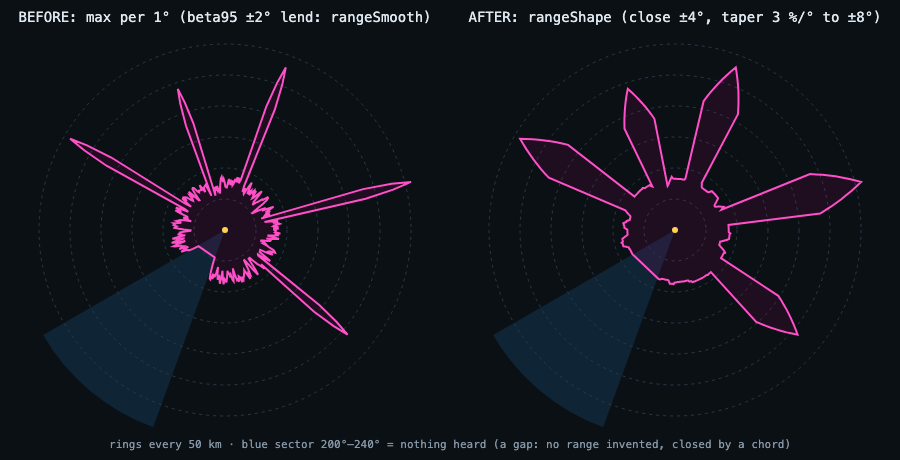 BEFORE: max per 1° (beta95 ±2° lend: rangeSmooth)
AFTER: rangeShape (close ±4°, taper 3 %/° to ±8°)
rings every 50 km · blue sector 200°–240° = nothing heard (a gap: no range invented, closed by a chord)